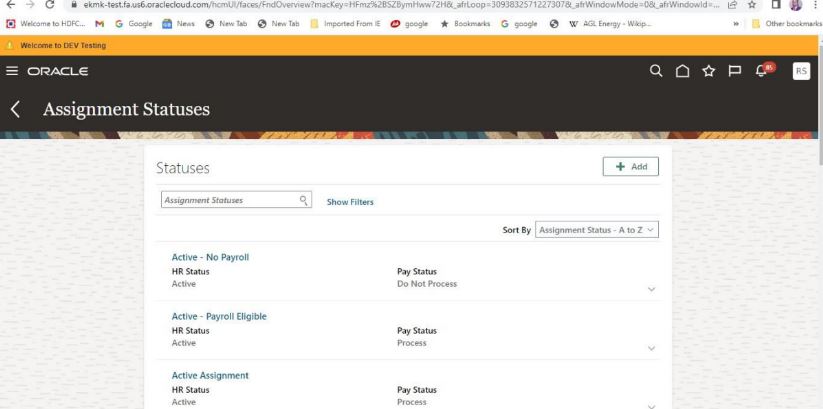 ekmk-test.fa.us6.oraclecloud.com/hcmUI/faces/FndOverview?macKey=HFmz%2BSZBymHww72H&_afrLoop=30938325712273078&_afrWindowMode=0&_afrWindowId=...
Welcome to HDFC... Google News New Tab New Tab Imported From IE google Bookmarks google AGL Energy - Wikip... » Other bookmarks
Welcome to DEV Testing
ORACLE 85 RS
Assignment Statuses
Statuses
Add
Assignment Statuses Show Filters
Sort By Assignment Status - A to Z
Active - No Payroll
HR Status Pay Status
Active Do Not Process
Active - Payroll Eligible
HR Status Pay Status
Active Process
Active Assignment
HR Status Pay Status
Active Process